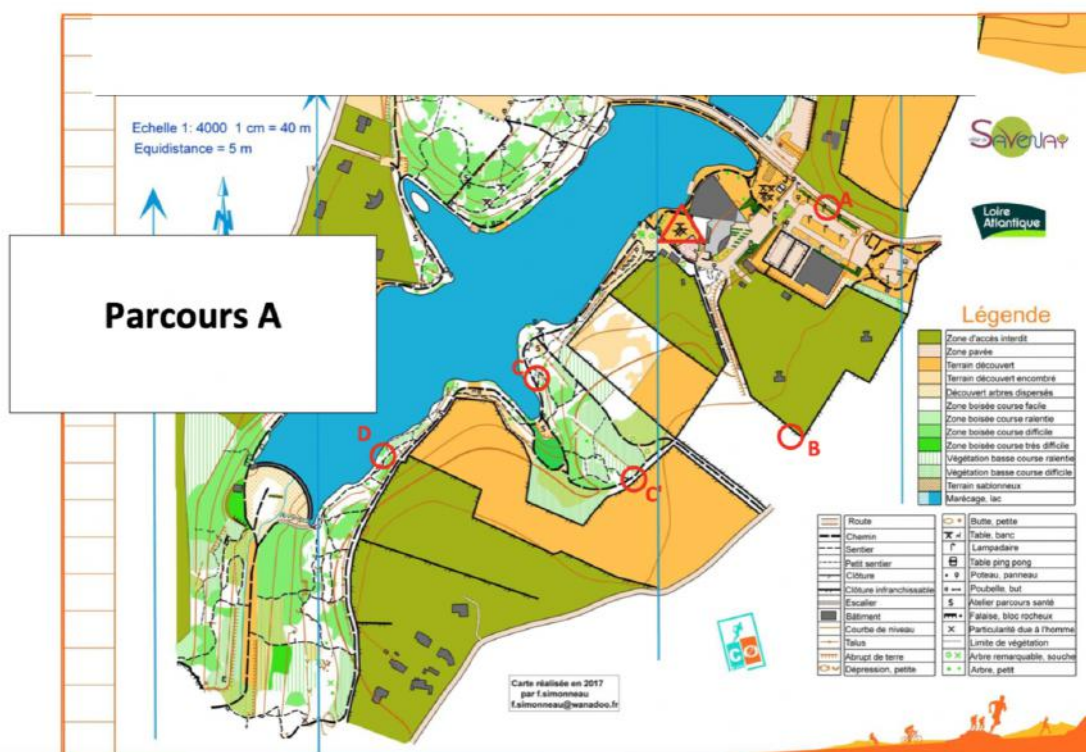 Echelle 1: 4000 1 cm = 40 m
Equidistance = 5 m
N
Parcours A
A
B
C
C'
D
SAVENAY
Loire
Atlantique
Légende
Zone d'accès interdit
Zone pavée
Terrain découvert
Terrain découvert encombré
Découvert arbres dispersés
Zone boisée course facile
Zone boisée course ralentie
Zone boisée course difficile
Zone boisée course très difficile
Végétation basse course ralentie
Végétation basse course difficile
Terrain sablonneux
Marécage, lac
Route
Chemin
Sentier
Petit sentier
Clôture
Clôture infranchissable
Escalier
Bâtiment
Courbe de niveau
Talus
Abrupt de terre
Dépression, petite
Butte, petite
Table, banc
Lampadaire
Table ping pong
Poteau, panneau
Poubelle, but
S Atelier parcours santé
Falaise, bloc rocheux
Particularité due à l'homme
Limite de végétation
Arbre remarquable, souche
Arbre, petit
CO
Carte réalisée en 2017
par f.simonneau
f.simonneau@wanadoo.fr